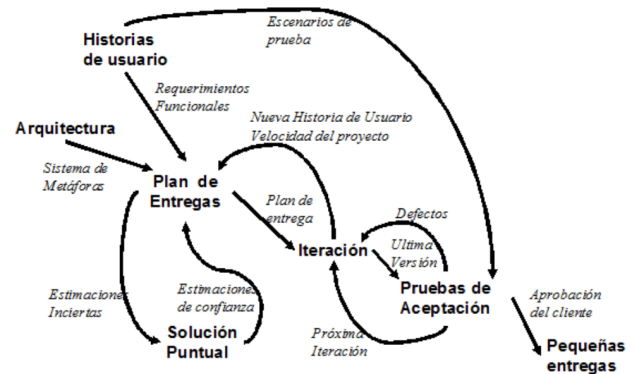 Escenarios de
prueba
Historias
de usuario
Requerimientos
Funcionales
Nueva Historia de Usuario
Velocidad del proyecto
Arquitectura
Sistema de
Metáforas
Plan de
Entregas
Plan de
entrega
Defectos
Iteración
Ultima
Versión
Pruebas de
Aceptación
Estimaciones
Inciertas
Estimaciones
de confianza
Solución
Puntual
Próxima
Iteración
Aprobación
del cliente
Pequeñas
entregas